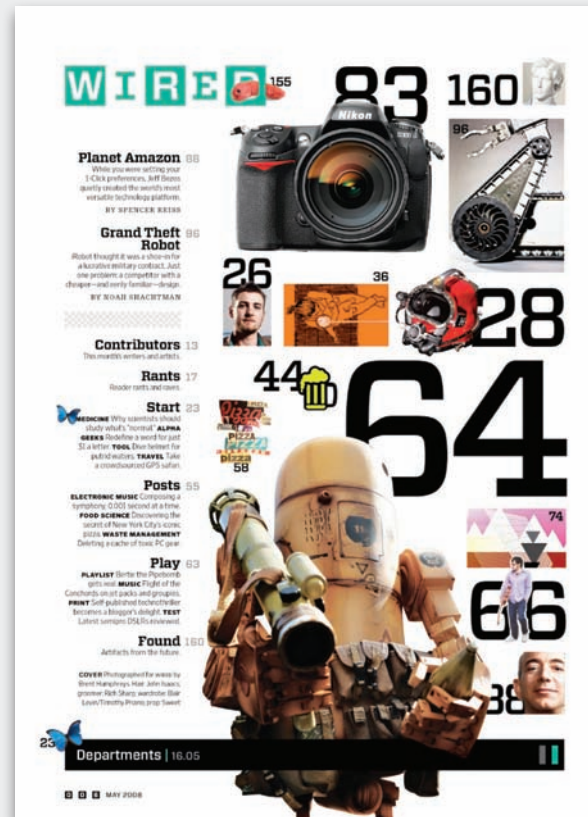 WIRED
155
83
160
Nikon
96
Planet Amazon 88
While you were setting your
1-Click preferences, Jeff Bezos
quietly created the world's most
versatile technology platform.
BY SPENCER REISS
Grand Theft
Robot 96
iRobot thought it was a shoe-in for
a lucrative military contract. Just
one problem: a competitor with a
cheaper—and eerily familiar—design.
BY NOAH SHACHTMAN
26
36
28
Contributors 13
This month's writers and artists.
Rants 17
Reader rants and raves.
44
64
Start 23
MEDICINE Why scientists should
study what's "normal" ALPHA
GEEKS Redefine a word for just
$1 a letter. TOOL Dive helmet for
putrid waters. TRAVEL Take
a crowdsourced GPS safari.
PIZZA
pizza
58
Posts 55
ELECTRONIC MUSIC Composing a
symphony, 0.001 second at a time.
FOOD SCIENCE Discovering the
secret of New York City's iconic
pizza. WASTE MANAGEMENT
Deleting a cache of toxic PC gear.
74
Play 63
PLAYLIST Bertie the Pipebomb
gets real. MUSIC Flight of the
Conchords on jet packs and groupies.
PRINT Self-published technothriller
becomes a blogger's delight. TEST
Latest semipro DSLRs reviewed.
66
Found 160
Artifacts from the future.
COVER Photographed for WIRED by
Brent Humphreys. Hair: John Isaacs;
groomer: Rich Sharp; wardrobe: Blair
88
23
Departments | 16.05
006 MAY 2008